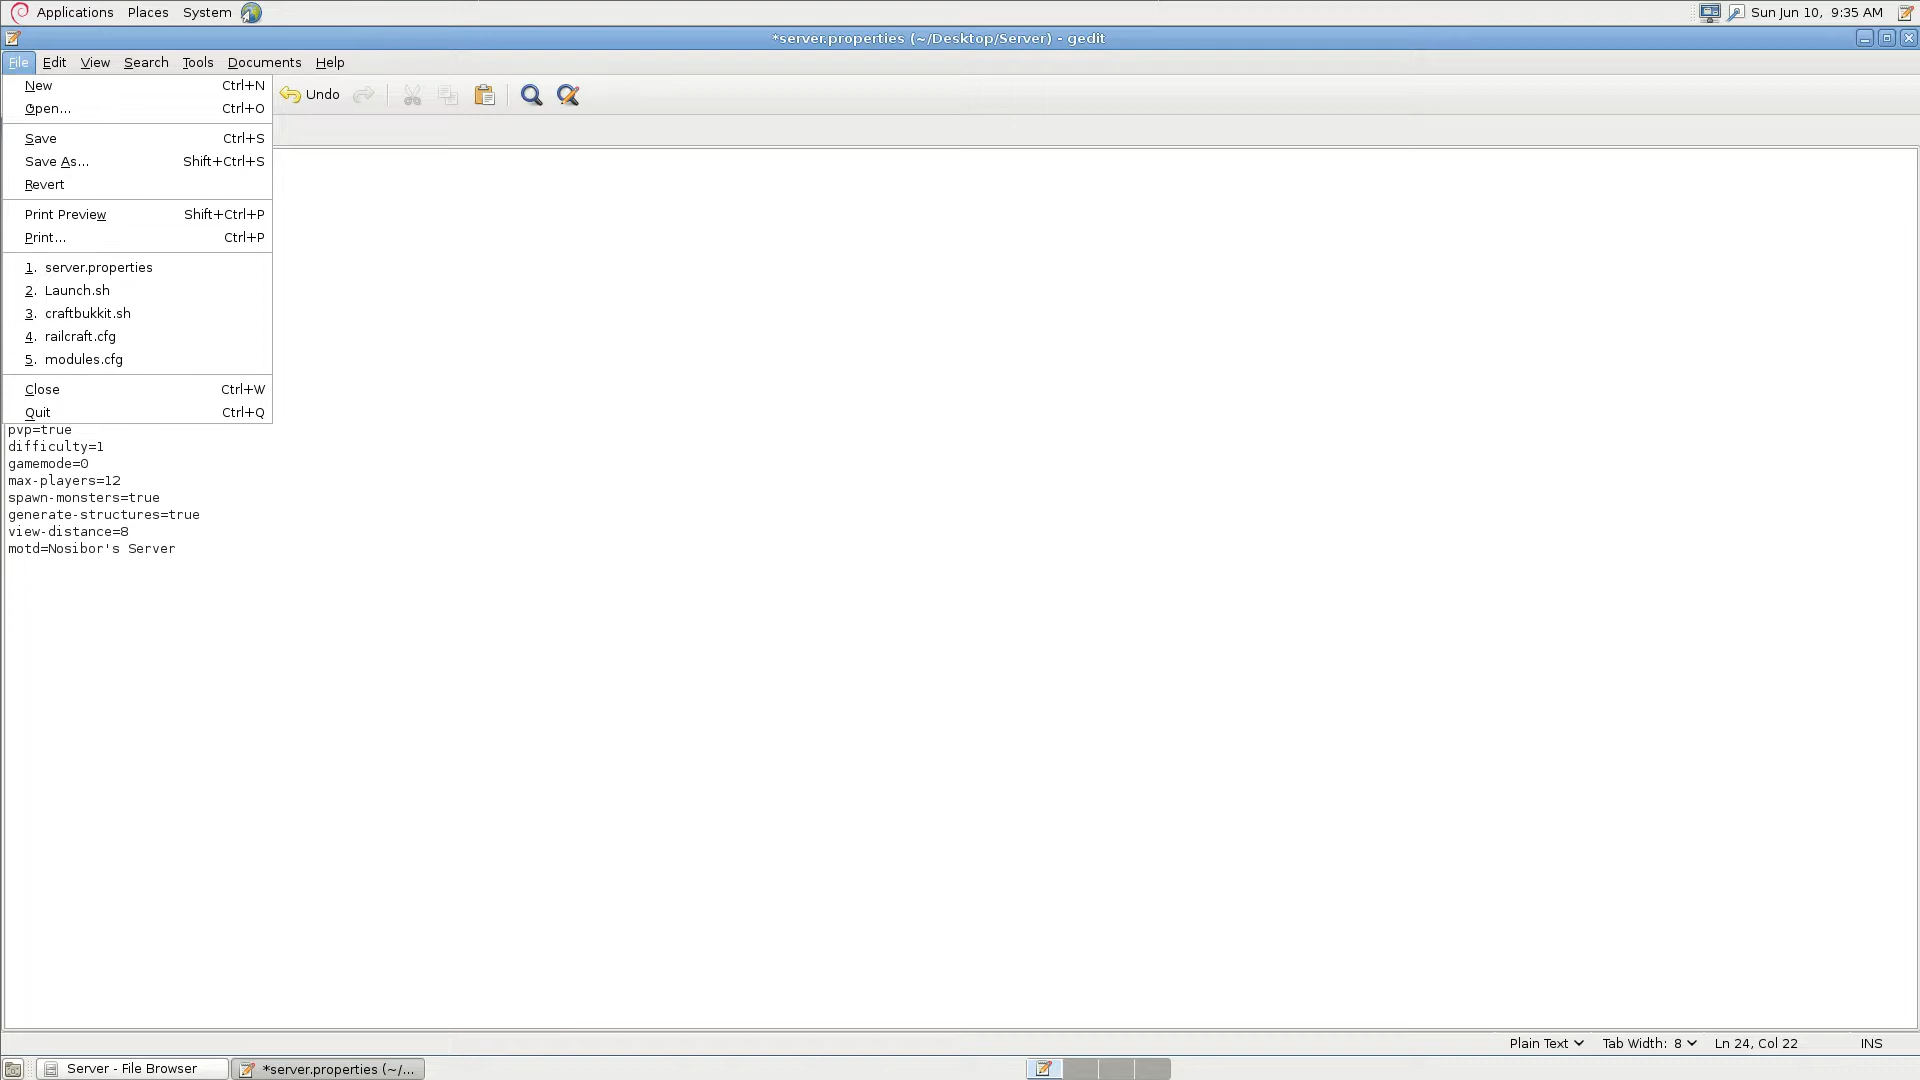 Applications Places System Sun Jun 10, 9:35 AM
*server.properties (~/Desktop/Server) - gedit
File Edit View Search Tools Documents Help
New Ctrl+N
Undo
Open... Ctrl+O
Save Ctrl+S
Save As... Shift+Ctrl+S
Revert
Print Preview Shift+Ctrl+P
Print... Ctrl+P
1. server.properties
2. Launch.sh
3. craftbukkit.sh
4. railcraft.cfg
5. modules.cfg
Close Ctrl+W
Quit Ctrl+Q
pvp=true
difficulty=1
gamemode=0
max-players=12
spawn-monsters=true
generate-structures=true
view-distance=8
motd=Nosibor's Server
Plain Text Tab Width: 8 Ln 24, Col 22 INS
Server - File Browser *server.properties (~/...